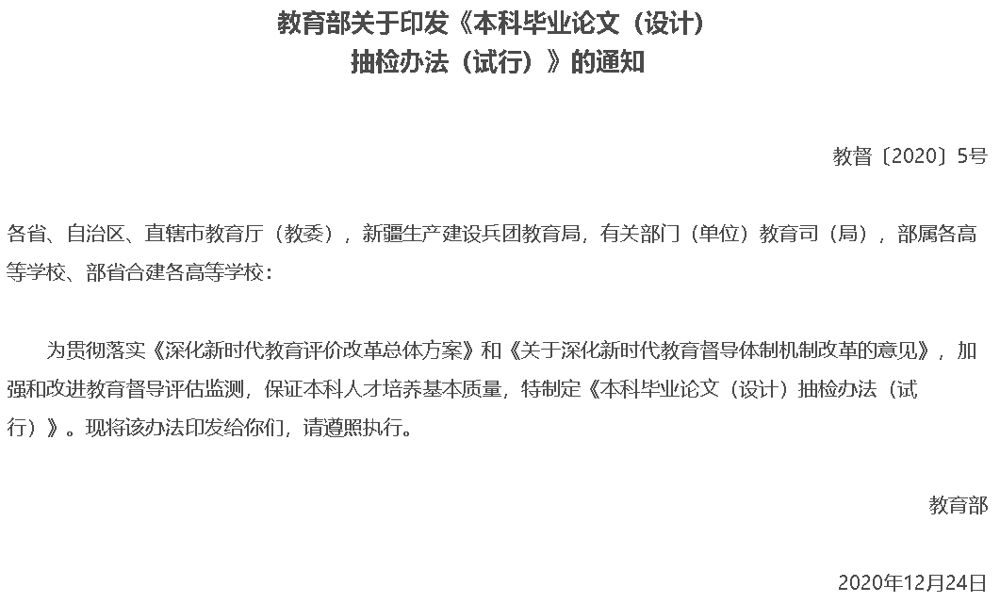 教育部关于印发《本科毕业论文（设计）
抽检办法（试行）》的通知
教督〔2020〕5号
各省、自治区、直辖市教育厅（教委），新疆生产建设兵团教育局，有关部门（单位）教育司（局），部属各高
等学校、部省合建各高等学校：
为贯彻落实《深化新时代教育评价改革总体方案》和《关于深化新时代教育督导体制机制改革的意见》，加
强和改进教育督导评估监测，保证本科人才培养基本质量，特制定《本科毕业论文（设计）抽检办法（试
行）》。现将该办法印发给你们，请遵照执行。
教育部
2020年12月24日